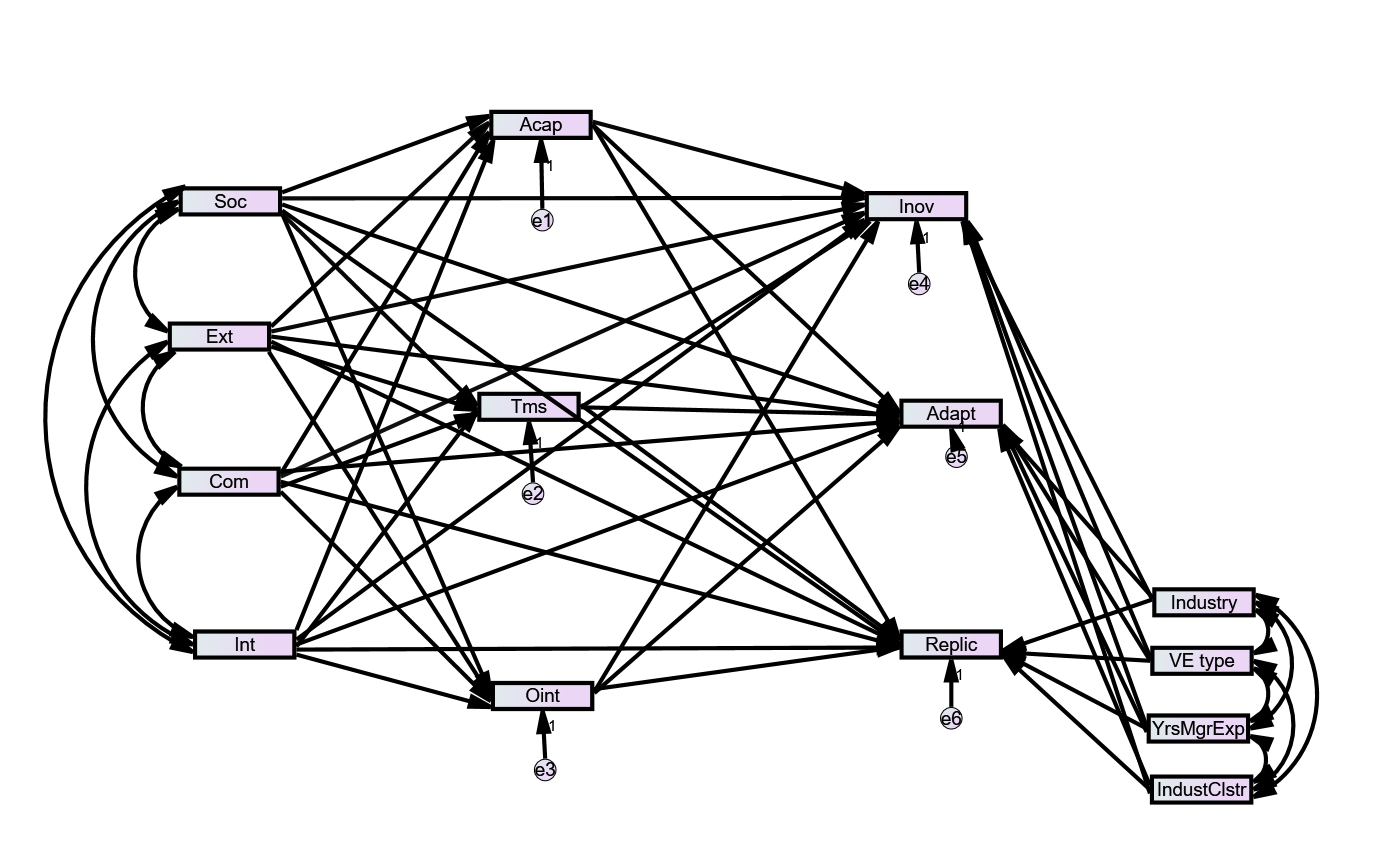 Acap
1
e1
Soc
Inov
1
e4
Ext
Tms
1
e2
Adapt
1
e5
Com
Int
Replic
1
e6
Oint
1
e3
Industry
VE type
YrsMgrExp
IndustClstr